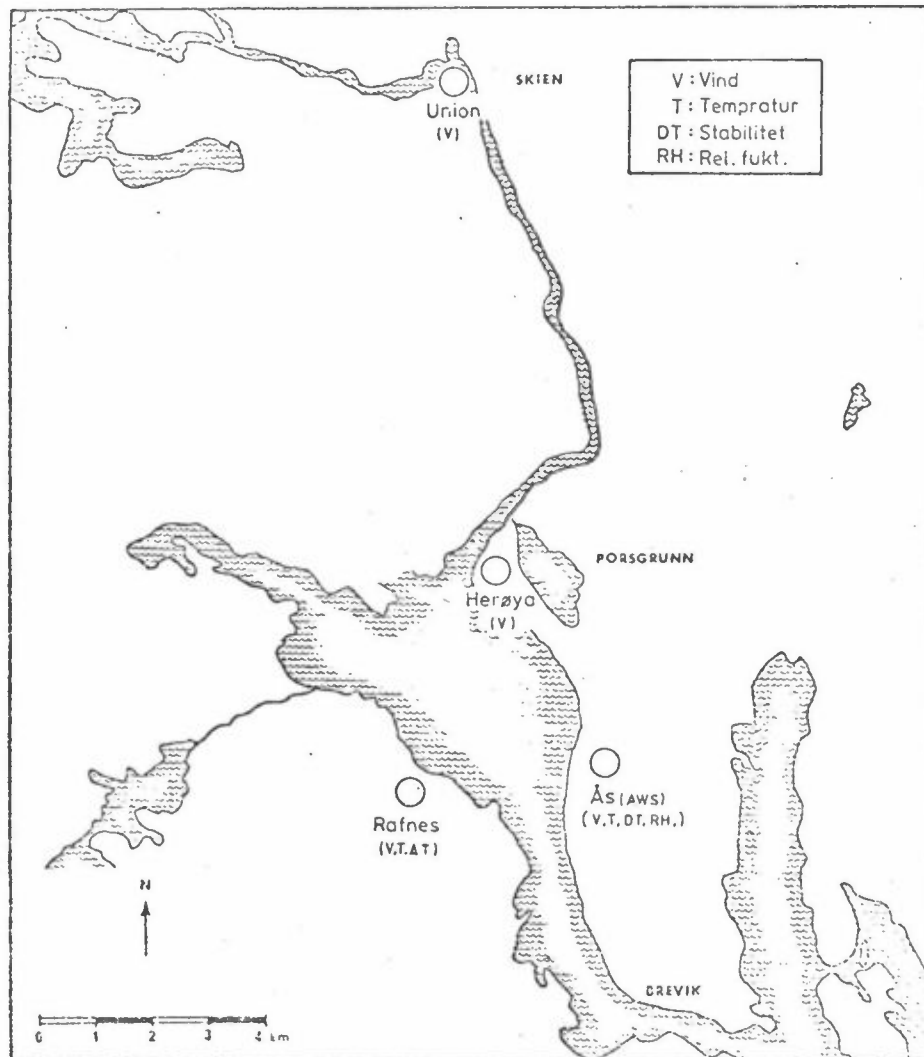 SKIEN
Union
(V)
V : Vind
T : Tempratur
DT : Stabilitet
RH : Rel. fukt.
PORSGRUNN
Herøya
(V)
Ås (AWS)
(V.T.DT.RH.)
Rafnes
(V.T.ΔT)
N
BREVIK
0 1 2 3 4 km